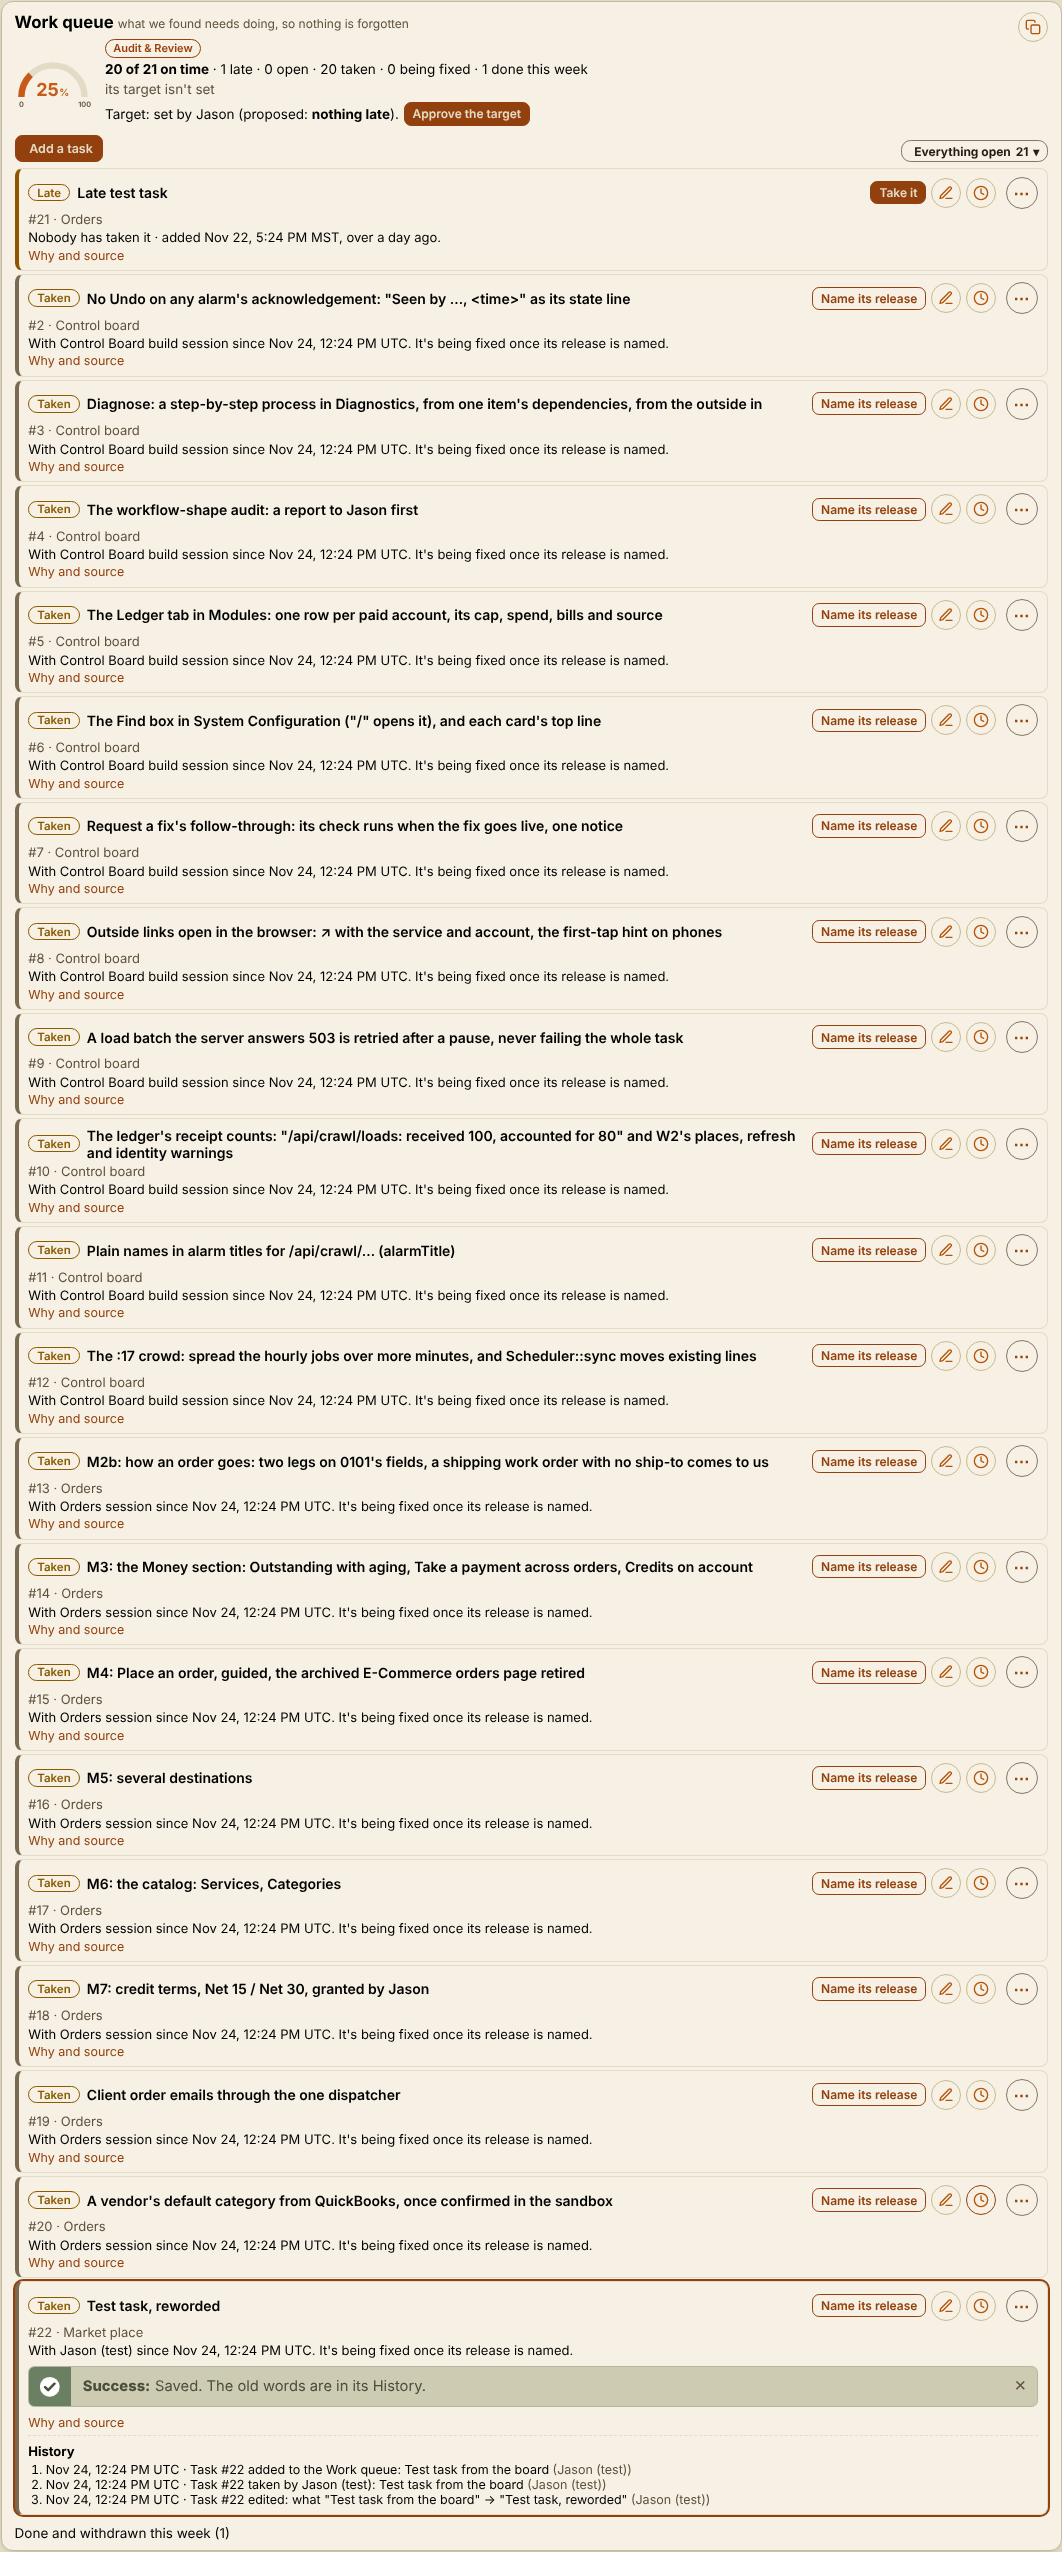 Work queue what we found needs doing, so nothing is forgotten
Audit & Review
20 of 21 on time · 1 late · 0 open · 20 taken · 0 being fixed · 1 done this week
25%
0 100
its target isn't set
Target: set by Jason (proposed: nothing late). Approve the target
Add a task
Everything open 21 ▾
Late Late test task Take it
#21 · Orders
Nobody has taken it · added Nov 22, 5:24 PM MST, over a day ago.
Why and source
Taken No Undo on any alarm's acknowledgement: "Seen by ..., <time>" as its state line Name its release
#2 · Control board
With Control Board build session since Nov 24, 12:24 PM UTC. It's being fixed once its release is named.
Why and source
Taken Diagnose: a step-by-step process in Diagnostics, from one item's dependencies, from the outside in Name its release
#3 · Control board
With Control Board build session since Nov 24, 12:24 PM UTC. It's being fixed once its release is named.
Why and source
Taken The workflow-shape audit: a report to Jason first Name its release
#4 · Control board
With Control Board build session since Nov 24, 12:24 PM UTC. It's being fixed once its release is named.
Why and source
Taken The Ledger tab in Modules: one row per paid account, its cap, spend, bills and source Name its release
#5 · Control board
With Control Board build session since Nov 24, 12:24 PM UTC. It's being fixed once its release is named.
Why and source
Taken The Find box in System Configuration ("/" opens it), and each card's top line Name its release
#6 · Control board
With Control Board build session since Nov 24, 12:24 PM UTC. It's being fixed once its release is named.
Why and source
Taken Request a fix's follow-through: its check runs when the fix goes live, one notice Name its release
#7 · Control board
With Control Board build session since Nov 24, 12:24 PM UTC. It's being fixed once its release is named.
Why and source
Taken Outside links open in the browser: ↗ with the service and account, the first-tap hint on phones Name its release
#8 · Control board
With Control Board build session since Nov 24, 12:24 PM UTC. It's being fixed once its release is named.
Why and source
Taken A load batch the server answers 503 is retried after a pause, never failing the whole task Name its release
#9 · Control board
With Control Board build session since Nov 24, 12:24 PM UTC. It's being fixed once its release is named.
Why and source
Taken The ledger's receipt counts: "/api/crawl/loads: received 100, accounted for 80" and W2's places, refresh Name its release
and identity warnings
#10 · Control board
With Control Board build session since Nov 24, 12:24 PM UTC. It's being fixed once its release is named.
Why and source
Taken Plain names in alarm titles for /api/crawl/... (alarmTitle) Name its release
#11 · Control board
With Control Board build session since Nov 24, 12:24 PM UTC. It's being fixed once its release is named.
Why and source
Taken The :17 crowd: spread the hourly jobs over more minutes, and Scheduler::sync moves existing lines Name its release
#12 · Control board
With Control Board build session since Nov 24, 12:24 PM UTC. It's being fixed once its release is named.
Why and source
Taken M2b: how an order goes: two legs on 0101's fields, a shipping work order with no ship-to comes to us Name its release
#13 · Orders
With Orders session since Nov 24, 12:24 PM UTC. It's being fixed once its release is named.
Why and source
Taken M3: the Money section: Outstanding with aging, Take a payment across orders, Credits on account Name its release
#14 · Orders
With Orders session since Nov 24, 12:24 PM UTC. It's being fixed once its release is named.
Why and source
Taken M4: Place an order, guided, the archived E-Commerce orders page retired Name its release
#15 · Orders
With Orders session since Nov 24, 12:24 PM UTC. It's being fixed once its release is named.
Why and source
Taken M5: several destinations Name its release
#16 · Orders
With Orders session since Nov 24, 12:24 PM UTC. It's being fixed once its release is named.
Why and source
Taken M6: the catalog: Services, Categories Name its release
#17 · Orders
With Orders session since Nov 24, 12:24 PM UTC. It's being fixed once its release is named.
Why and source
Taken M7: credit terms, Net 15 / Net 30, granted by Jason Name its release
#18 · Orders
With Orders session since Nov 24, 12:24 PM UTC. It's being fixed once its release is named.
Why and source
Taken Client order emails through the one dispatcher Name its release
#19 · Orders
With Orders session since Nov 24, 12:24 PM UTC. It's being fixed once its release is named.
Why and source
Taken A vendor's default category from QuickBooks, once confirmed in the sandbox Name its release
#20 · Orders
With Orders session since Nov 24, 12:24 PM UTC. It's being fixed once its release is named.
Why and source
Taken Test task, reworded Name its release
#22 · Market place
With Jason (test) since Nov 24, 12:24 PM UTC. It's being fixed once its release is named.
Success: Saved. The old words are in its History. ×
Why and source
History
1. Nov 24, 12:24 PM UTC · Task #22 added to the Work queue: Test task from the board (Jason (test))
2. Nov 24, 12:24 PM UTC · Task #22 taken by Jason (test): Test task from the board (Jason (test))
3. Nov 24, 12:24 PM UTC · Task #22 edited: what "Test task from the board" → "Test task, reworded" (Jason (test))
Done and withdrawn this week (1)